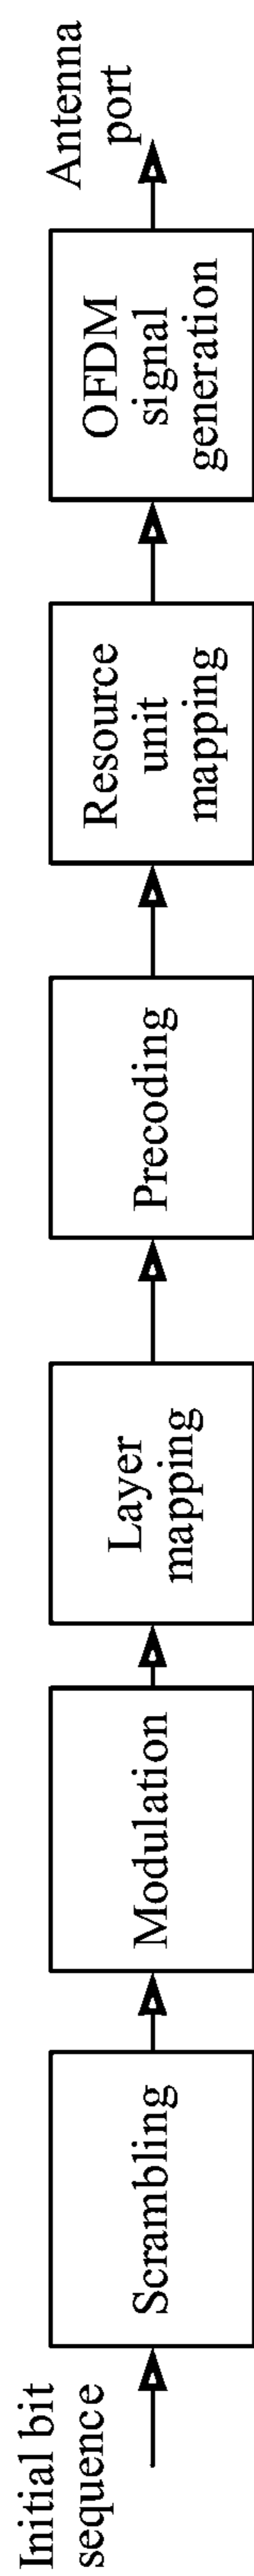 Initial bit
sequence
Scrambling
Modulation
Layer
mapping
Precoding
Resource
unit
mapping
OFDM
signal
generation
Antenna
port